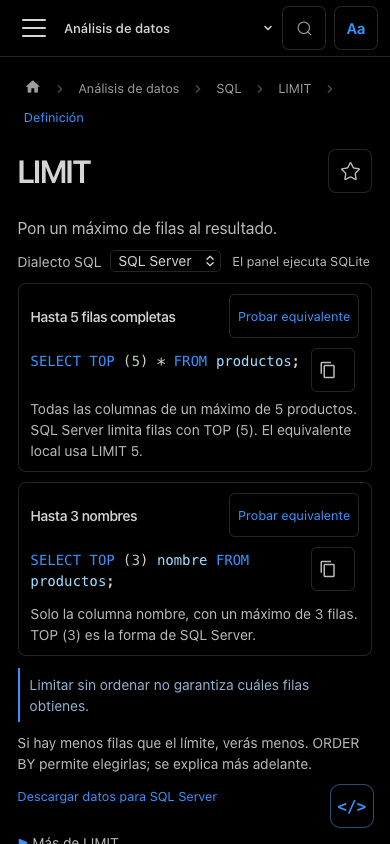 Análisis de datos
Aa
Análisis de datos > SQL > LIMIT >
Definición
LIMIT
Pon un máximo de filas al resultado.
Dialecto SQL SQL Server El panel ejecuta SQLite
Hasta 5 filas completas Probar equivalente
SELECT TOP (5) * FROM productos;
Todas las columnas de un máximo de 5 productos.
SQL Server limita filas con TOP (5). El equivalente
local usa LIMIT 5.
Hasta 3 nombres Probar equivalente
SELECT TOP (3) nombre FROM
productos;
Solo la columna nombre, con un máximo de 3 filas.
TOP (3) es la forma de SQL Server.
Limitar sin ordenar no garantiza cuáles filas
obtienes.
Si hay menos filas que el límite, verás menos. ORDER
BY permite elegirlas; se explica más adelante.
Descargar datos para SQL Server
</>
Más de LIMIT